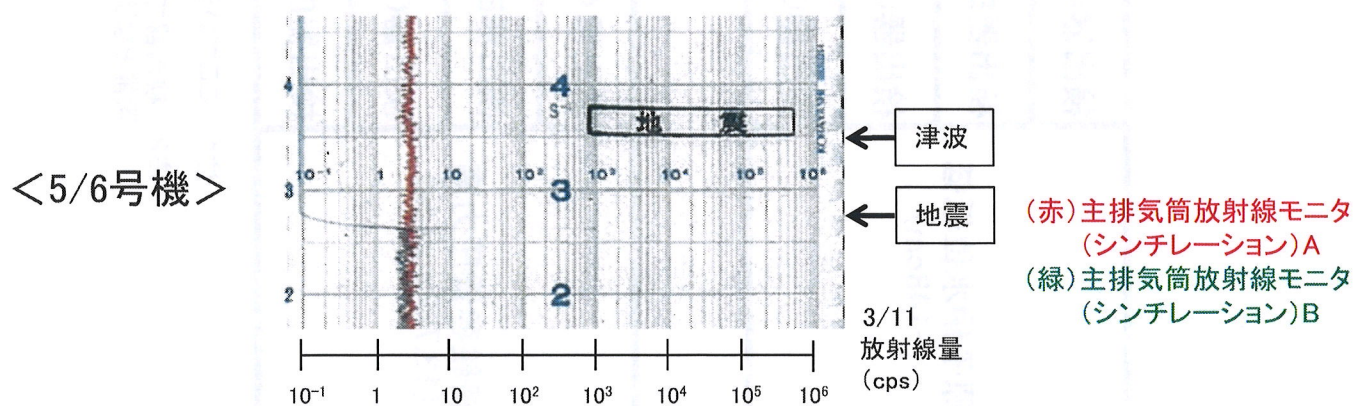 <5/6号機>
4
4
S
地 震
10⁻¹ 1 10 10² 10³ 10⁴ 10⁵ 10⁶
3
3
2
2
津波
地震
(赤)主排気筒放射線モニタ
(シンチレーション)A
(緑)主排気筒放射線モニタ
(シンチレーション)B
3/11
放射線量
(cps)
10⁻¹ 1 10 10² 10³ 10⁴ 10⁵ 10⁶